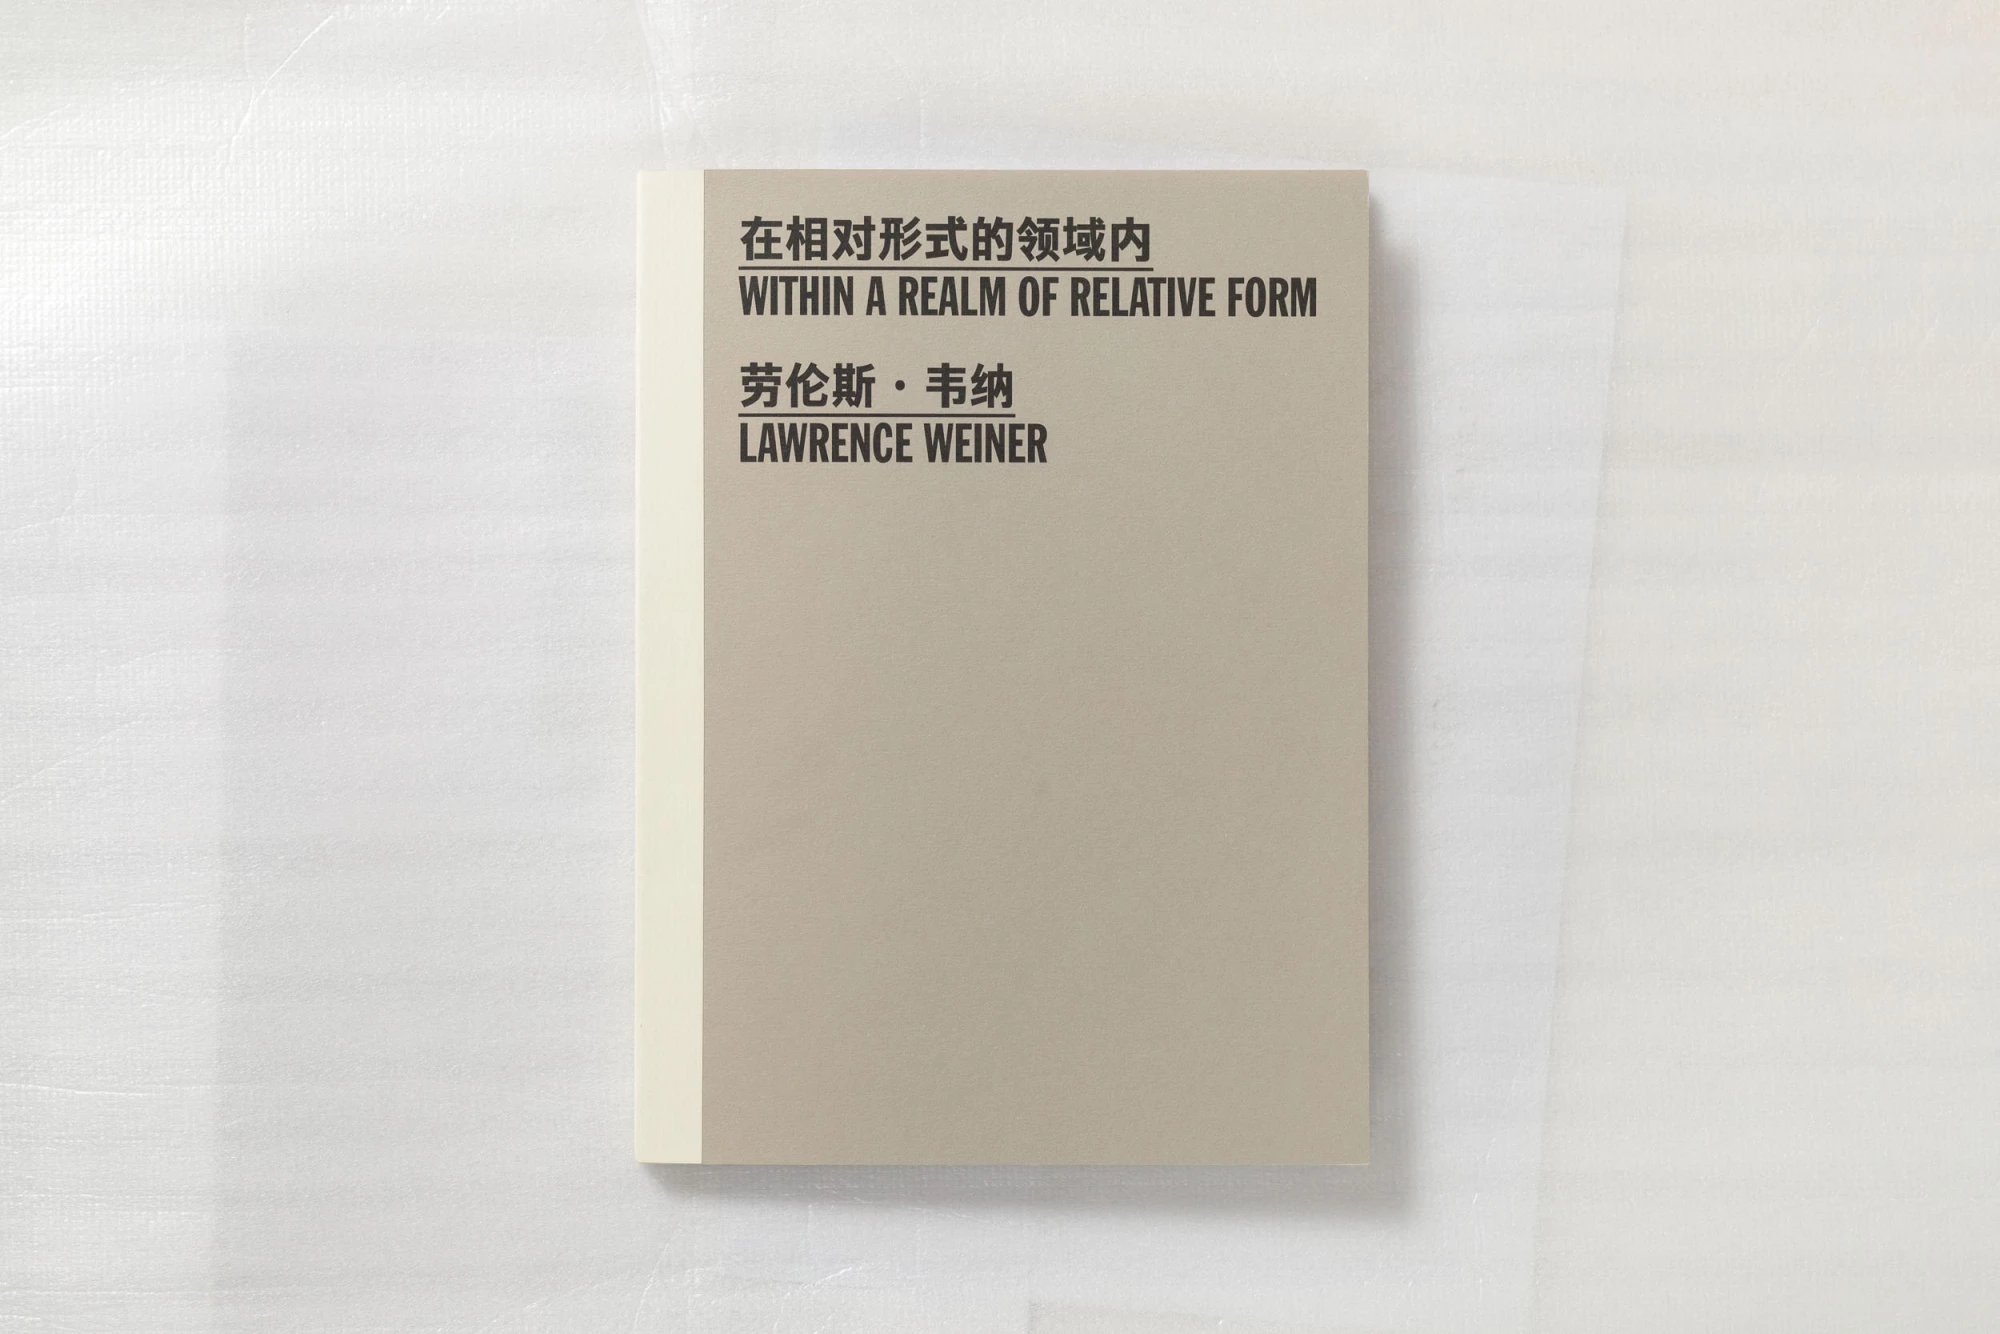 在相对形式的领域内
WITHIN A REALM OF RELATIVE FORM
劳伦斯・韦纳
LAWRENCE WEINER